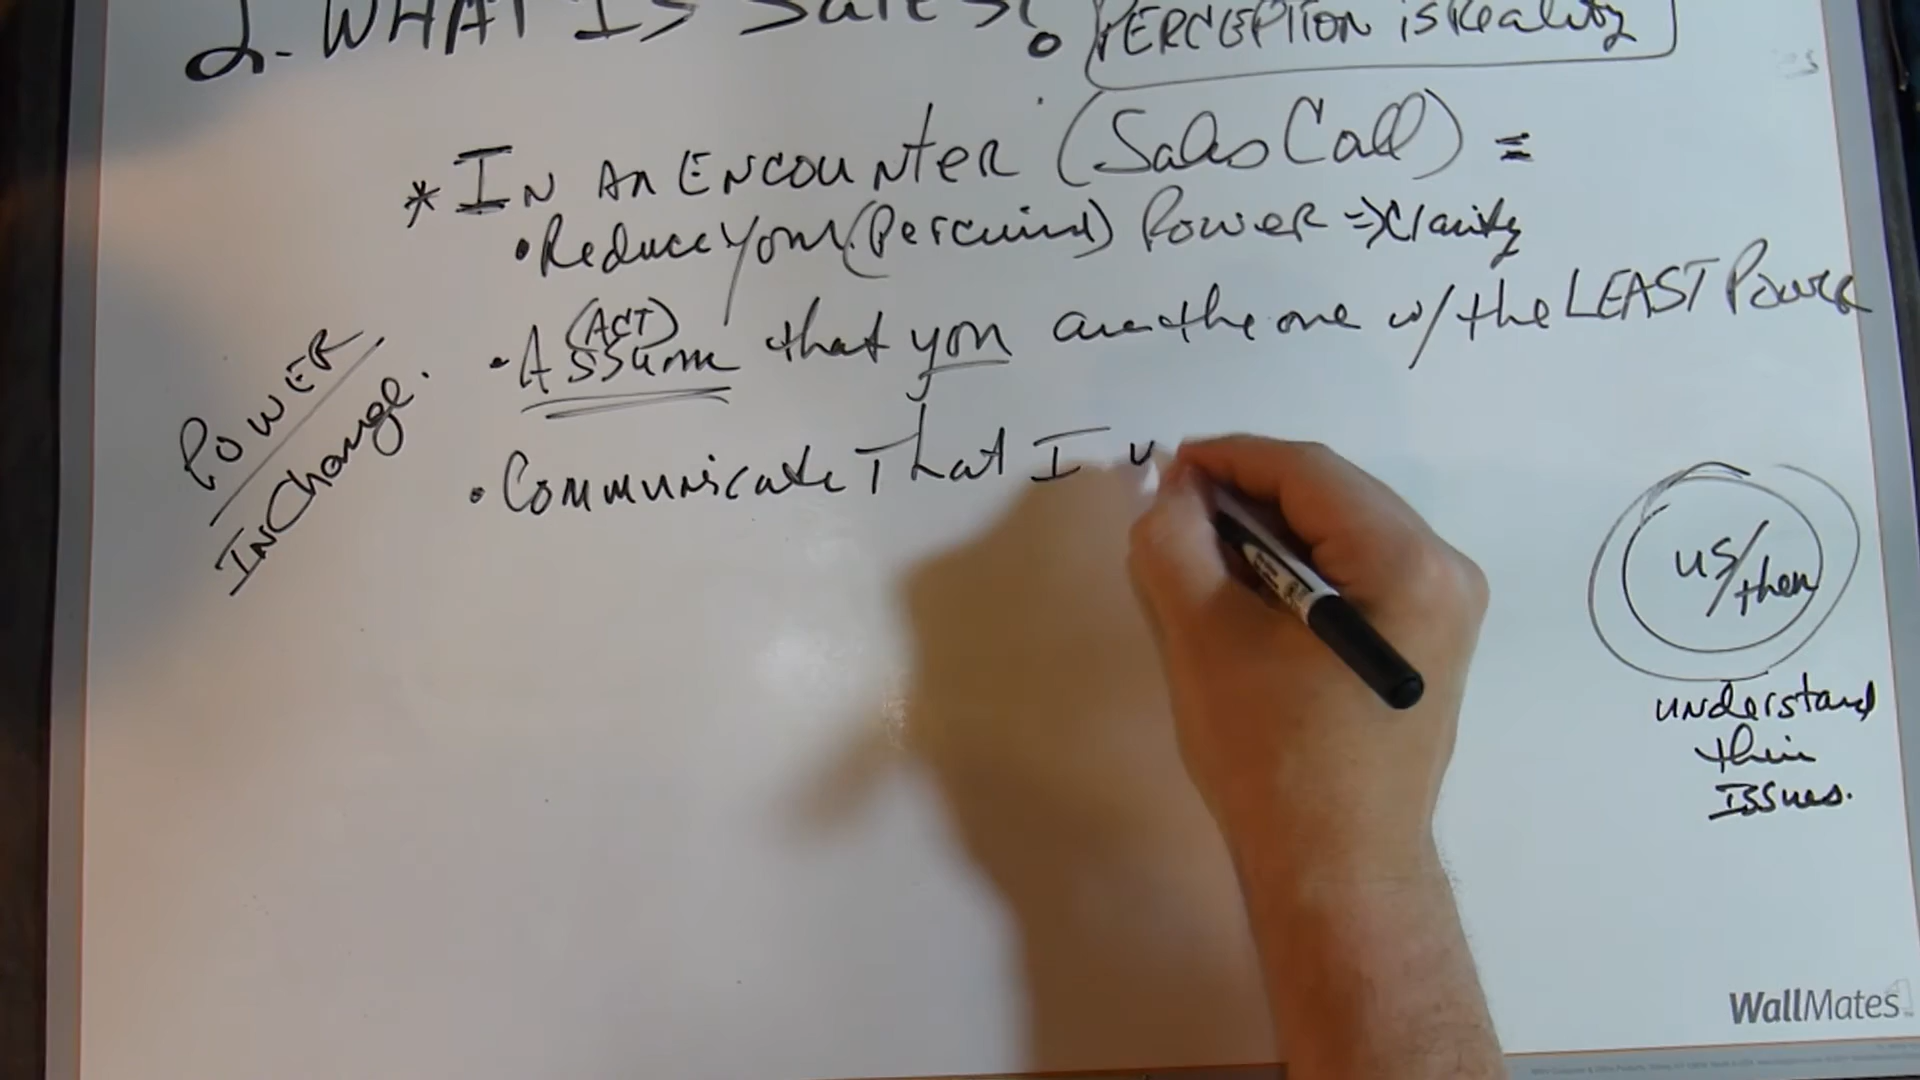 2. WHAT IS Sales? PERCEPTION is Reality
* IN AN ENCOUNTER (Sales Call) =
• Reduce Your (Perceived) Power => Clarity
(ACT)
• Assume that you are the one w/ the LEAST Power
• Communicate That I u
POWER
IN Change.
us/them
understand
their
Issues.
WallMates